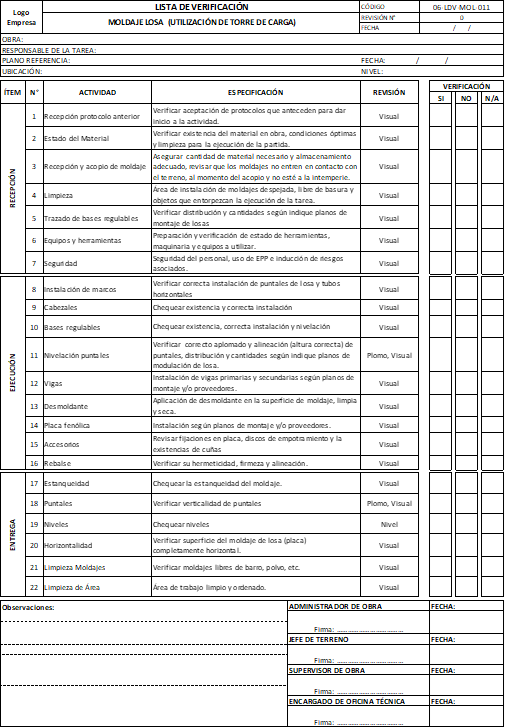 Logo Empresa
LISTA DE VERIFICACIÓN
MOLDAJE LOSA (UTILIZACIÓN DE TORRE DE CARGA)
CÓDIGO 06-LDV-MOL-011
REVISIÓN N° 0
FECHA / /
OBRA:
RESPONSABLE DE LA TAREA:
PLANO REFERENCIA: FECHA: / /
UBICACIÓN: NIVEL:
ÍTEM N° ACTIVIDAD ESPECIFICACIÓN REVISIÓN VERIFICACIÓN
SI NO N/A
RECEPCIÓN
1 Recepción protocolo anterior Verificar aceptación de protocolos que anteceden para dar Visual
inicio a la actividad.
2 Estado del Material Verificar existencia del material en obra, condiciones óptimas Visual
y limpieza para la ejecución de la partida.
3 Recepción y acopio de moldaje Asegurar cantidad de material necesario y almacenamiento Visual
adecuado, revisar que los moldajes no entren en contacto con
el terreno, al momento del acopio y no esté a la intemperie.
4 Limpieza Área de instalación de moldajes despejada, libre de basura y Visual
objetos que entorpezcan la ejecución de la tarea.
5 Trazado de bases regulables Verificar distribución y cantidades según indique planos de Visual
montaje de losas
6 Equipos y herramientas Preparación y verificación de estado de herramientas, Visual
maquinaria y equipos a utilizar.
7 Seguridad Seguridad del personal, uso de EPP e inducción de riesgos Visual
asociados.
EJECUCIÓN
8 Instalación de marcos Verificar correcta instalación de puntales de losa y tubos Visual
horizontales
9 Cabezales Chequear existencia y correcta instalación Visual
10 Bases regulables Chequear existencia, correcta instalación y nivelación Visual
11 Nivelación puntales Verificar correcto aplomado y alineación (altura correcta) de Plomo, Visual
puntales, distribución y cantidades según indique planos de
modulación de losa.
12 Vigas Instalación de vigas primarias y secundarias según planos de Visual
montaje y/o proveedores.
13 Desmoldante Aplicación de desmoldante en la superficie de moldaje, limpia Visual
y seca.
14 Placa fenólica Instalación según planos de montaje y/o proveedores. Visual
15 Accesorios Revisar fijaciones en placa, discos de empotramiento y la Visual
existencias de cuñas
16 Rebalse Verificar su hermeticidad, firmeza y alineación. Visual
ENTREGA
17 Estanqueidad Chequear la estanqueidad del moldaje. Visual
18 Puntales Verificar verticalidad de puntales Plomo, Visual
19 Niveles Chequear niveles Nivel
20 Horizontalidad Verificar superficie del moldaje de losa (placa) Visual
completamente horizontal.
21 Limpieza Moldajes Verificar moldajes libres de barro, polvo, etc. Visual
22 Limpieza de Área Área de trabajo limpio y ordenado. Visual
Observaciones:
ADMINISTRADOR DE OBRA FECHA:
Firma: ................................
JEFE DE TERRENO FECHA:
Firma: ................................
SUPERVISOR DE OBRA FECHA:
Firma: ................................
ENCARGADO DE OFICINA TÉCNICA FECHA:
Firma: ................................